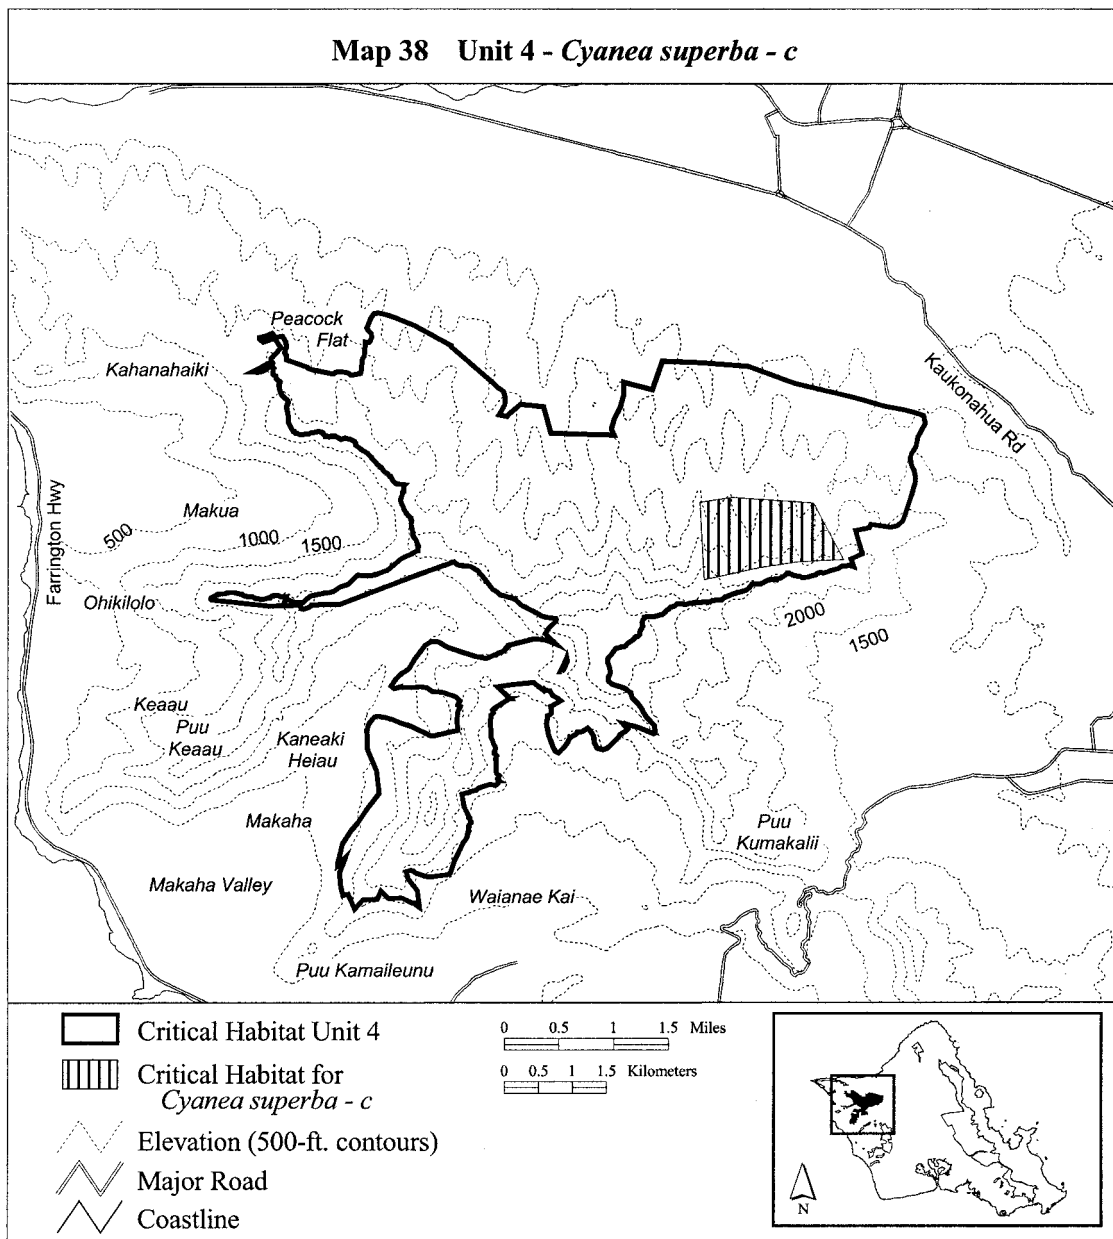 Map 38 Unit 4 - Cyanea superba - c
Peacock
Flat
Kahanahaiki
Kaukonahua Rd
Farrington Hwy
Makua
500
1000
1500
Ohikilolo
2000
1500
Keaau
Puu
Keaau
Kaneaki
Heiau
Makaha
Puu
Kumakalii
Makaha Valley
Waianae Kai
Puu Kamaileunu
Critical Habitat Unit 4
Critical Habitat for
Cyanea superba - c
Elevation (500-ft. contours)
Major Road
Coastline
0 0.5 1 1.5 Miles
0 0.5 1 1.5 Kilometers
N